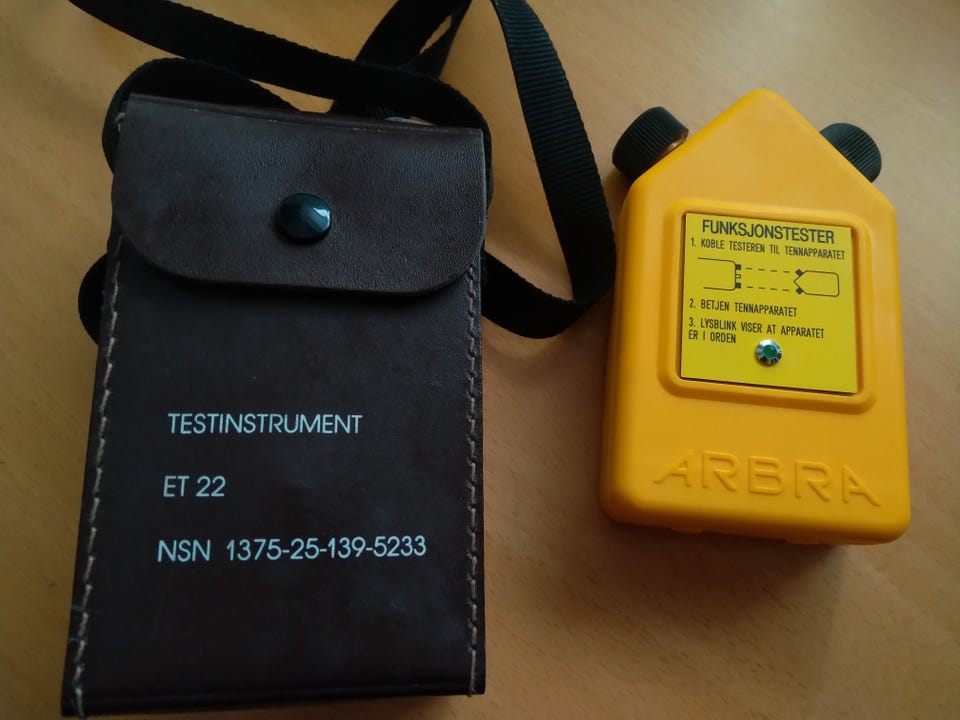 TESTINSTRUMENT
ET 22
NSN 1375-25-139-5233
FUNKSJONSTESTER
1. KOBLE TESTEREN TIL TENNAPPARATET
2. BETJEN TENNAPPARATET
3. LYSBLINK VISER AT APPARATET
ER I ORDEN
ARBRA